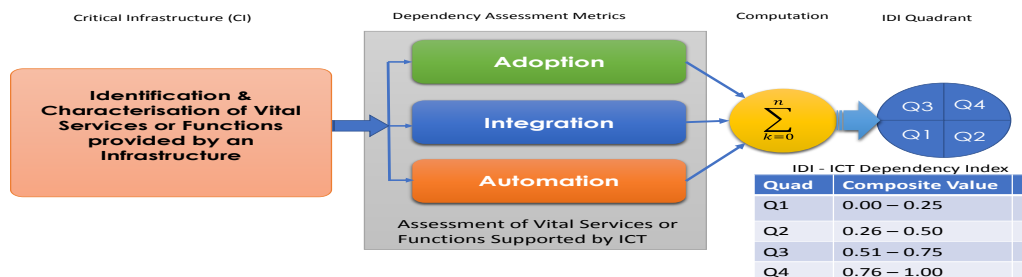 Critical Infrastructure (CI)
Dependency Assessment Metrics
Computation
IDI Quadrant
Identification &
Characterisation of Vital
Services or Functions
provided by an
Infrastructure
Adoption
Integration
Automation
Assessment of Vital Services or
Functions Supported by ICT
n
∑
k=0
Q3 Q4
Q1 Q2
IDI - ICT Dependency Index
Quad Composite Value
Q1 0.00 – 0.25
Q2 0.26 – 0.50
Q3 0.51 – 0.75
Q4 0.76 – 1.00